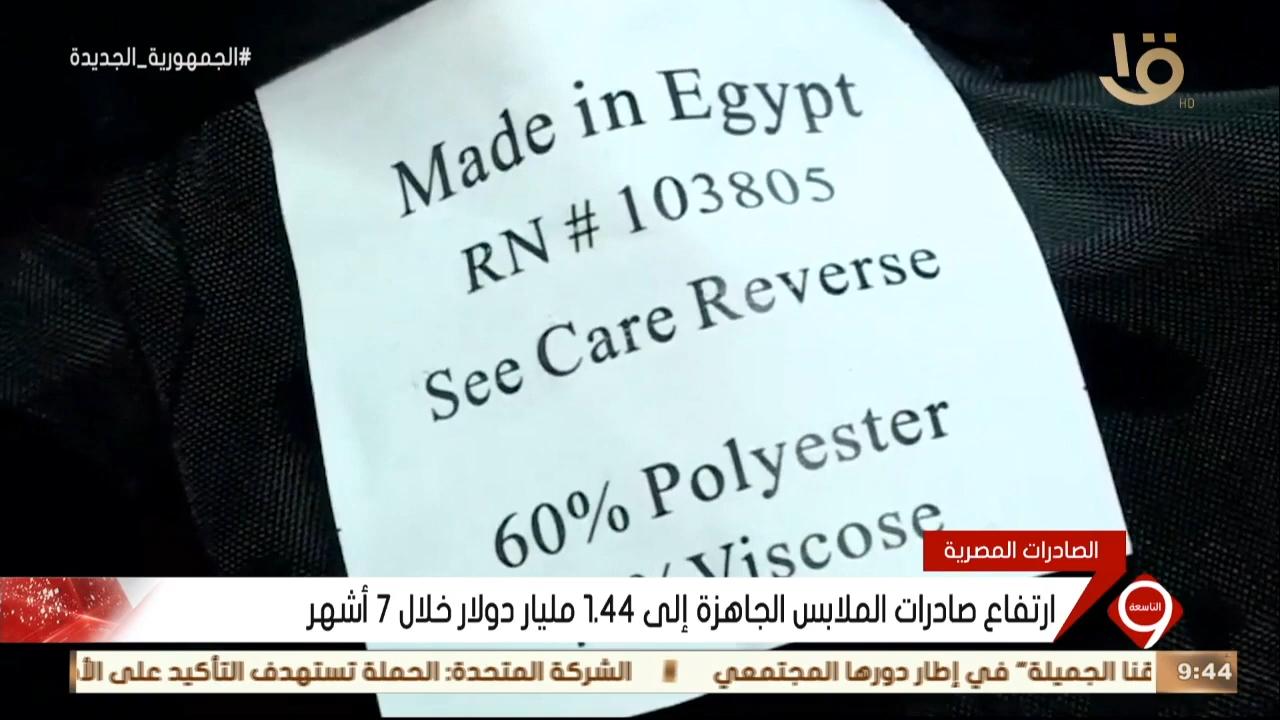 #الجمهورية_الجديدة
HD
Made in Egypt
RN # 103805
See Care Reverse
60% Polyester
Viscose
الصادرات المصرية
ارتفاع صادرات الملابس الجاهزة إلى 1.44 مليار دولار خلال 7 أشهر
التاسعة
9:44
الجميلة" في إطار دورها المجتمعي
الشركة المتحدة: الحملة تستهدف التأكيد على